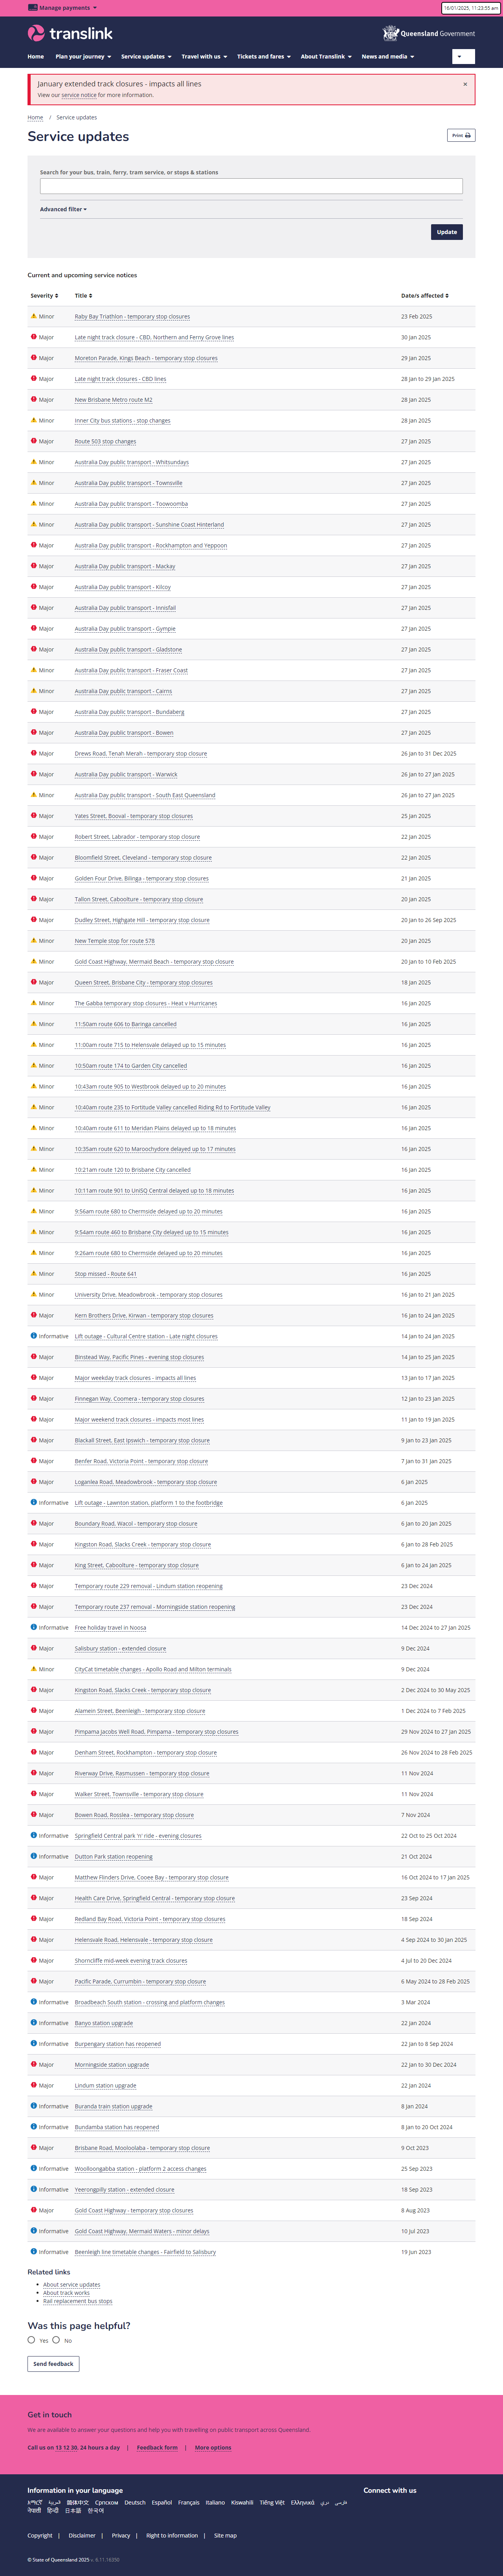 Manage payments
16/01/2025, 11:23:55 am
translink
Queensland Government
Home Plan your journey Service updates Travel with us Tickets and fares About Translink News and media
January extended track closures - impacts all lines
×
View our service notice for more information.
Home / Service updates
Service updates
Print
Search for your bus, train, ferry, tram service, or stops & stations
Advanced filter
Update
Current and upcoming service notices
Severity Title Date/s affected
Minor Raby Bay Triathlon - temporary stop closures 23 Feb 2025
Major Late night track closure - CBD, Northern and Ferny Grove lines 30 Jan 2025
Major Moreton Parade, Kings Beach - temporary stop closures 29 Jan 2025
Major Late night track closures - CBD lines 28 Jan to 29 Jan 2025
Major New Brisbane Metro route M2 28 Jan 2025
Minor Inner City bus stations - stop changes 28 Jan 2025
Major Route 503 stop changes 27 Jan 2025
Minor Australia Day public transport - Whitsundays 27 Jan 2025
Minor Australia Day public transport - Townsville 27 Jan 2025
Minor Australia Day public transport - Toowoomba 27 Jan 2025
Minor Australia Day public transport - Sunshine Coast Hinterland 27 Jan 2025
Major Australia Day public transport - Rockhampton and Yeppoon 27 Jan 2025
Major Australia Day public transport - Mackay 27 Jan 2025
Major Australia Day public transport - Kilcoy 27 Jan 2025
Major Australia Day public transport - Innisfail 27 Jan 2025
Major Australia Day public transport - Gympie 27 Jan 2025
Major Australia Day public transport - Gladstone 27 Jan 2025
Minor Australia Day public transport - Fraser Coast 27 Jan 2025
Minor Australia Day public transport - Cairns 27 Jan 2025
Major Australia Day public transport - Bundaberg 27 Jan 2025
Major Australia Day public transport - Bowen 27 Jan 2025
Major Drews Road, Tenah Merah - temporary stop closure 26 Jan to 31 Dec 2025
Major Australia Day public transport - Warwick 26 Jan to 27 Jan 2025
Minor Australia Day public transport - South East Queensland 26 Jan to 27 Jan 2025
Major Yates Street, Booval - temporary stop closures 25 Jan 2025
Major Robert Street, Labrador - temporary stop closure 22 Jan 2025
Major Bloomfield Street, Cleveland - temporary stop closure 22 Jan 2025
Major Golden Four Drive, Bilinga - temporary stop closures 21 Jan 2025
Major Tallon Street, Caboolture - temporary stop closure 20 Jan 2025
Major Dudley Street, Highgate Hill - temporary stop closure 20 Jan to 26 Sep 2025
Minor New Temple stop for route 578 20 Jan 2025
Minor Gold Coast Highway, Mermaid Beach - temporary stop closure 20 Jan to 10 Feb 2025
Major Queen Street, Brisbane City - temporary stop closures 18 Jan 2025
Minor The Gabba temporary stop closures - Heat v Hurricanes 16 Jan 2025
Minor 11:50am route 606 to Baringa cancelled 16 Jan 2025
Minor 11:00am route 715 to Helensvale delayed up to 15 minutes 16 Jan 2025
Minor 10:50am route 174 to Garden City cancelled 16 Jan 2025
Minor 10:43am route 905 to Westbrook delayed up to 20 minutes 16 Jan 2025
Minor 10:40am route 235 to Fortitude Valley cancelled Riding Rd to Fortitude Valley 16 Jan 2025
Minor 10:40am route 611 to Meridan Plains delayed up to 18 minutes 16 Jan 2025
Minor 10:35am route 620 to Maroochydore delayed up to 17 minutes 16 Jan 2025
Minor 10:21am route 120 to Brisbane City cancelled 16 Jan 2025
Minor 10:11am route 901 to UniSQ Central delayed up to 18 minutes 16 Jan 2025
Minor 9:56am route 680 to Chermside delayed up to 20 minutes 16 Jan 2025
Minor 9:54am route 460 to Brisbane City delayed up to 15 minutes 16 Jan 2025
Minor 9:26am route 680 to Chermside delayed up to 20 minutes 16 Jan 2025
Minor Stop missed - Route 641 16 Jan 2025
Minor University Drive, Meadowbrook - temporary stop closures 16 Jan to 21 Jan 2025
Major Kern Brothers Drive, Kirwan - temporary stop closures 16 Jan to 24 Jan 2025
Informative Lift outage - Cultural Centre station - Late night closures 14 Jan to 24 Jan 2025
Major Binstead Way, Pacific Pines - evening stop closures 14 Jan to 25 Jan 2025
Major Major weekday track closures - impacts all lines 13 Jan to 17 Jan 2025
Major Finnegan Way, Coomera - temporary stop closures 12 Jan to 23 Jan 2025
Major Major weekend track closures - impacts most lines 11 Jan to 19 Jan 2025
Major Blackall Street, East Ipswich - temporary stop closure 9 Jan to 23 Jan 2025
Major Benfer Road, Victoria Point - temporary stop closure 7 Jan to 31 Jan 2025
Major Loganlea Road, Meadowbrook - temporary stop closure 6 Jan 2025
Informative Lift outage - Lawnton station, platform 1 to the footbridge 6 Jan 2025
Major Boundary Road, Wacol - temporary stop closure 6 Jan to 20 Jan 2025
Major Kingston Road, Slacks Creek - temporary stop closure 6 Jan to 28 Feb 2025
Major King Street, Caboolture - temporary stop closure 6 Jan to 24 Jan 2025
Major Temporary route 229 removal - Lindum station reopening 23 Dec 2024
Major Temporary route 237 removal - Morningside station reopening 23 Dec 2024
Informative Free holiday travel in Noosa 14 Dec 2024 to 27 Jan 2025
Major Salisbury station - extended closure 9 Dec 2024
Minor CityCat timetable changes - Apollo Road and Milton terminals 9 Dec 2024
Major Kingston Road, Slacks Creek - temporary stop closure 2 Dec 2024 to 30 May 2025
Major Alamein Street, Beenleigh - temporary stop closure 1 Dec 2024 to 7 Feb 2025
Major Pimpama Jacobs Well Road, Pimpama - temporary stop closures 29 Nov 2024 to 27 Jan 2025
Major Denham Street, Rockhampton - temporary stop closure 26 Nov 2024 to 28 Feb 2025
Major Riverway Drive, Rasmussen - temporary stop closure 11 Nov 2024
Major Walker Street, Townsville - temporary stop closure 11 Nov 2024
Major Bowen Road, Rosslea - temporary stop closure 7 Nov 2024
Informative Springfield Central park 'n' ride - evening closures 22 Oct to 25 Oct 2024
Informative Dutton Park station reopening 21 Oct 2024
Major Matthew Flinders Drive, Cooee Bay - temporary stop closure 16 Oct 2024 to 17 Jan 2025
Major Health Care Drive, Springfield Central - temporary stop closure 23 Sep 2024
Major Redland Bay Road, Victoria Point - temporary stop closures 18 Sep 2024
Major Helensvale Road, Helensvale - temporary stop closure 4 Sep 2024 to 30 Jan 2025
Major Shorncliffe mid-week evening track closures 4 Jul to 20 Dec 2024
Major Pacific Parade, Currumbin - temporary stop closure 6 May 2024 to 28 Feb 2025
Informative Broadbeach South station - crossing and platform changes 3 Mar 2024
Informative Banyo station upgrade 22 Jan 2024
Informative Burpengary station has reopened 22 Jan to 8 Sep 2024
Major Morningside station upgrade 22 Jan to 30 Dec 2024
Major Lindum station upgrade 22 Jan 2024
Informative Buranda train station upgrade 8 Jan 2024
Informative Bundamba station has reopened 8 Jan to 20 Oct 2024
Major Brisbane Road, Mooloolaba - temporary stop closure 9 Oct 2023
Informative Woolloongabba station - platform 2 access changes 25 Sep 2023
Informative Yeerongpilly station - extended closure 18 Sep 2023
Major Gold Coast Highway - temporary stop closures 8 Aug 2023
Informative Gold Coast Highway, Mermaid Waters - minor delays 10 Jul 2023
Informative Beenleigh line timetable changes - Fairfield to Salisbury 19 Jun 2023
Related links
About service updates
About track works
Rail replacement bus stops
Was this page helpful?
Yes No
Send feedback
Get in touch
We are available to answer your questions and help you with travelling on public transport across Queensland.
Call us on 13 12 30, 24 hours a day | Feedback form | More options
Information in your language
Connect with us
አማርኛ العربية 简体中文 Српском Deutsch Español Français Italiano Kiswahili Tiếng Việt Ελληνικά دری فارسی
नेपाली हिन्दी 日本語 한국어
Copyright | Disclaimer | Privacy | Right to information | Site map
© State of Queensland 2025 v. 6.11.16250